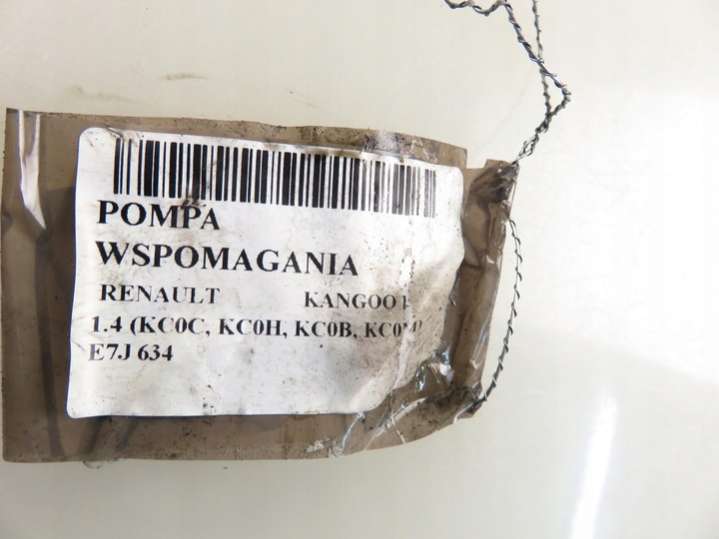 POMPA
WSPOMAGANIA
RENAULT KANGOO
1.4 (KC0C, KC0H, KC0B,
E7J 634